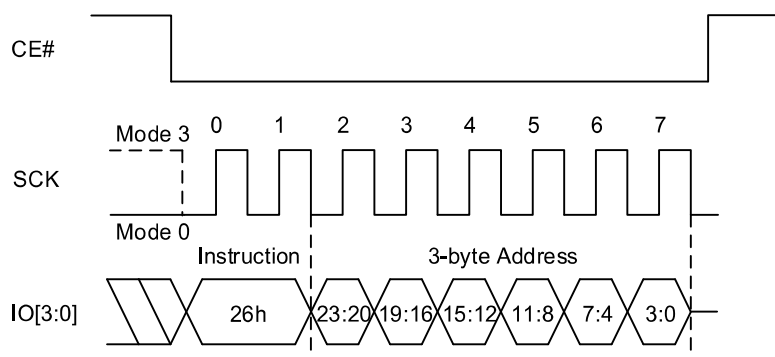 CE#
Mode 3
0 1 2 3 4 5 6 7
SCK
Mode 0
Instruction 3-byte Address
IO[3:0]
26h 23:20 19:16 15:12 11:8 7:4 3:0